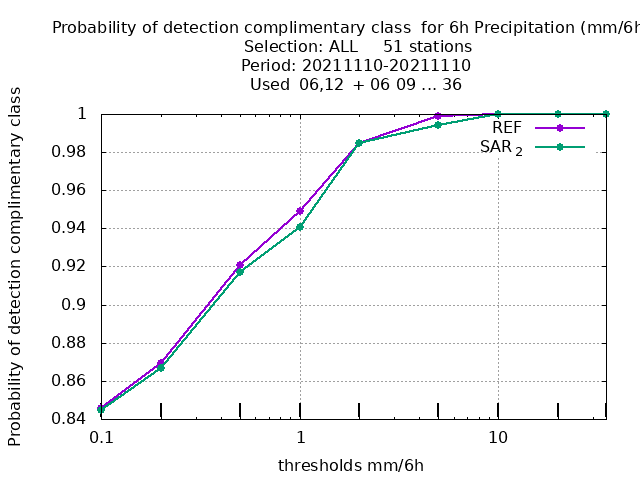 Probability of detection complimentary class for 6h Precipitation (mm/6h
Selection: ALL 51 stations
Period: 20211110-20211110
Used 06,12 + 06 09 ... 36
Probability of detection complimentary class
1
0.98
0.96
0.94
0.92
0.9
0.88
0.86
0.84
REF
SAR 2
0.1 1 10
thresholds mm/6h